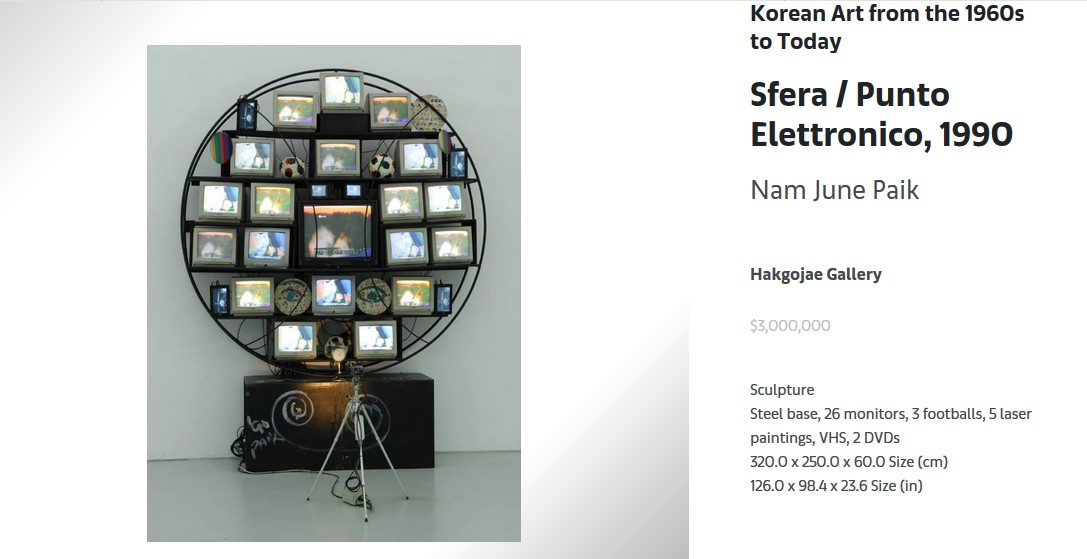 Korean Art from the 1960s
to Today
Sfera / Punto
Elettronico, 1990
Nam June Paik
Hakgojae Gallery
$3,000,000
Sculpture
Steel base, 26 monitors, 3 footballs, 5 laser
paintings, VHS, 2 DVDs
320.0 x 250.0 x 60.0 Size (cm)
126.0 x 98.4 x 23.6 Size (in)
PAIK